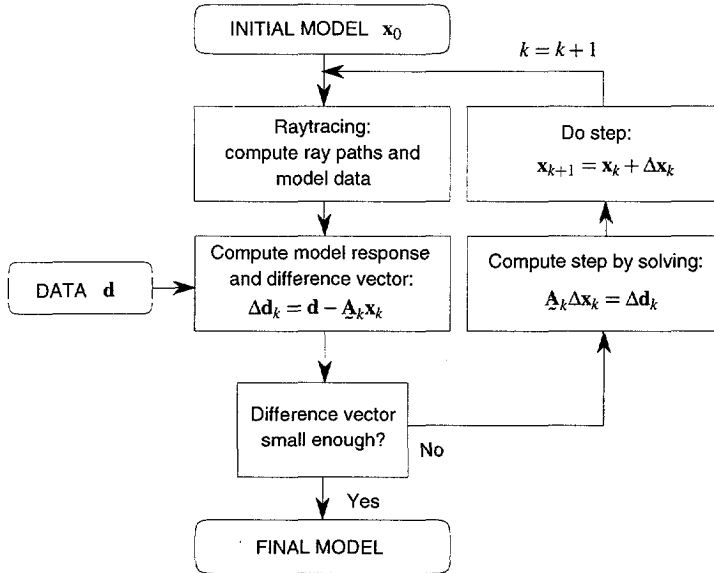 INITIAL MODEL x₀
k = k + 1
Raytracing:
compute ray paths and
model data
Do step:
xₖ₊₁ = xₖ + Δxₖ
Compute model response
and difference vector:
Δdₖ = d − A̰ₖxₖ
DATA d
Compute step by solving:
A̰ₖΔxₖ = Δdₖ
Difference vector
small enough?
No
Yes
FINAL MODEL